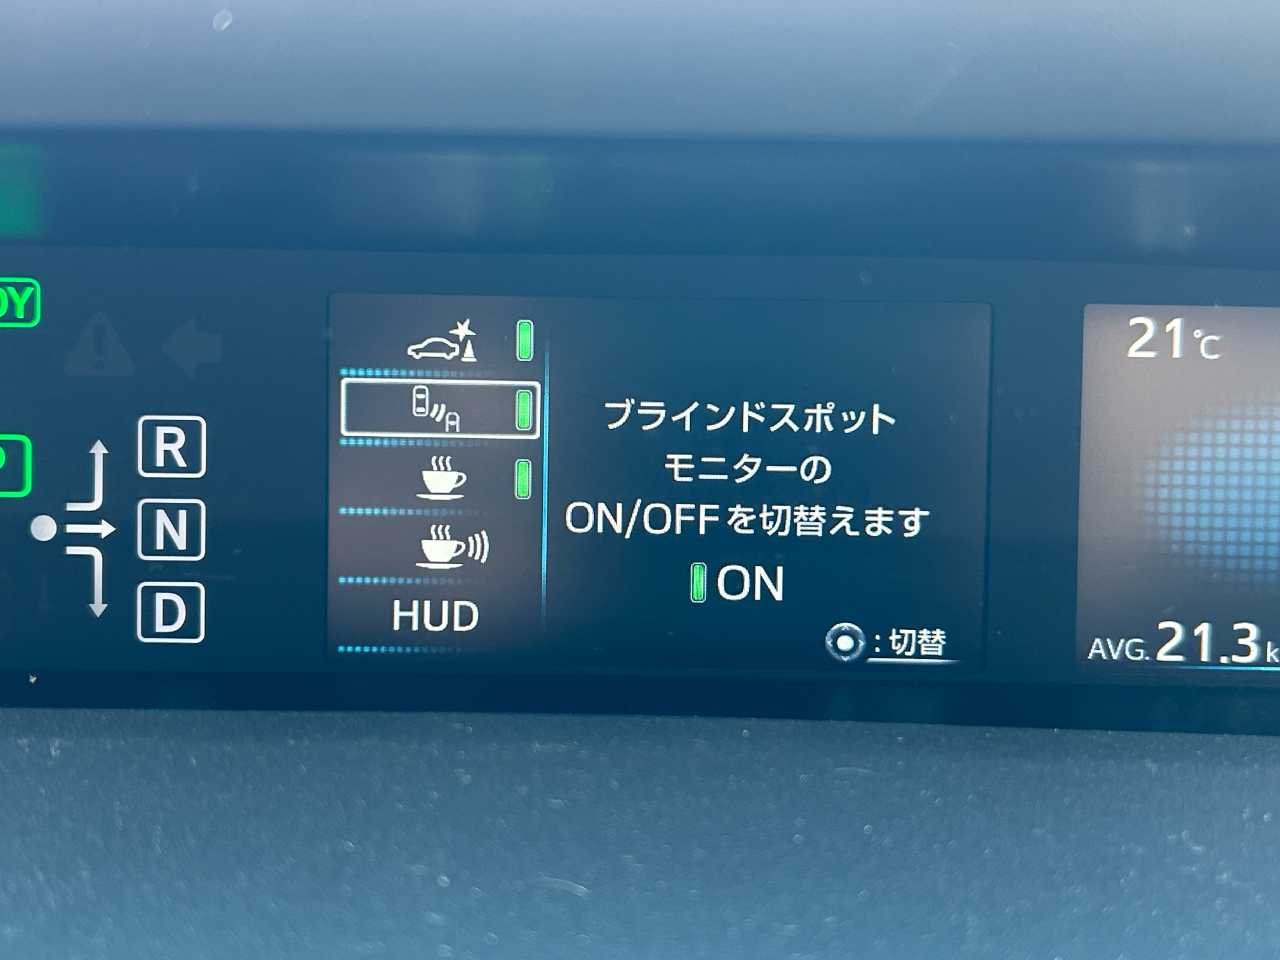 R
N
D
HUD
ブラインドスポット
モニターの
ON/OFFを切替えます
ON
:切替
21℃
AVG. 21.3